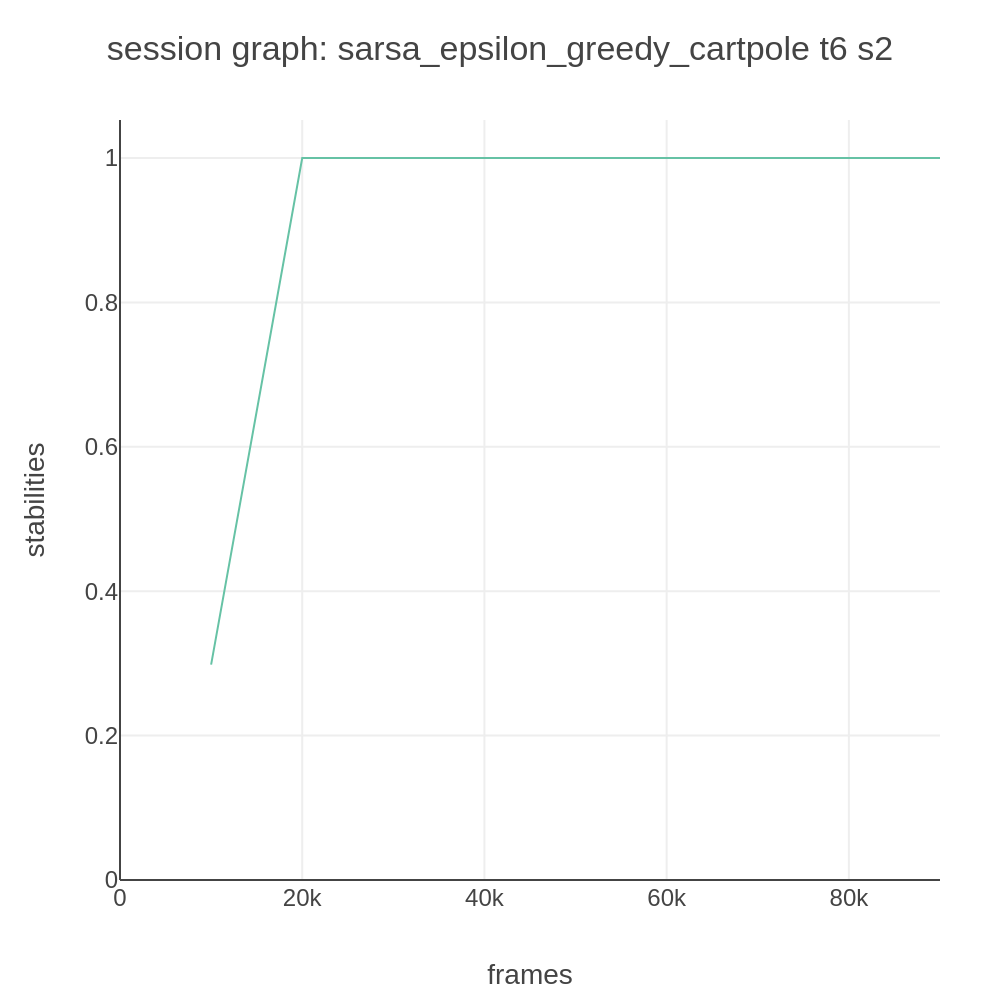 session graph: sarsa_epsilon_greedy_cartpole t6 s2
1
0.8
0.6
0.4
0.2
0
stabilities
0
20k
40k
60k
80k
frames